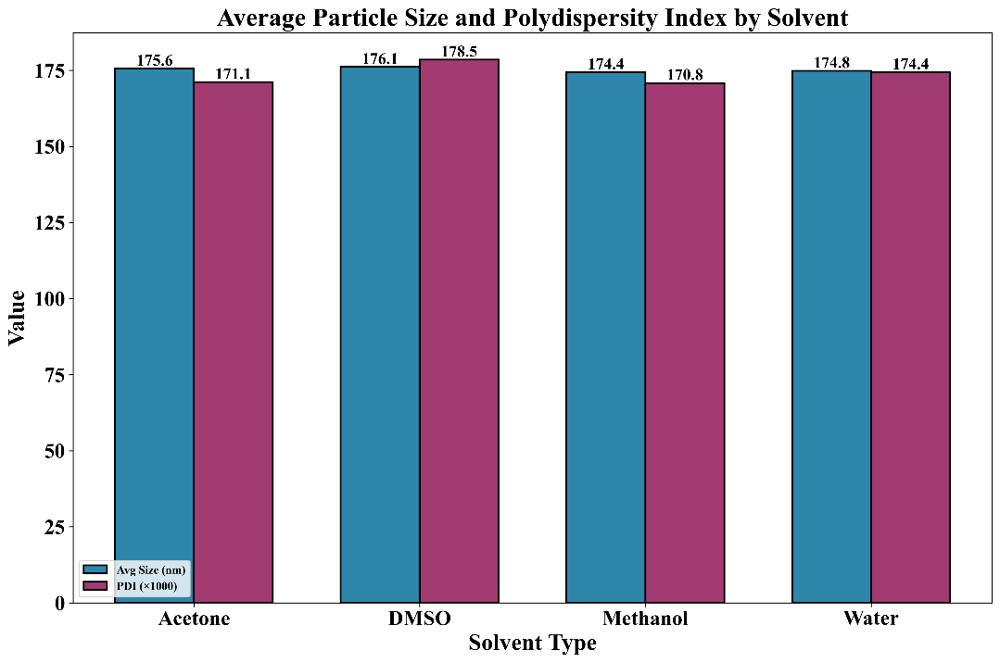 Average Particle Size and Polydispersity Index by Solvent
175.6
171.1
176.1
178.5
174.4
170.8
174.8
174.4
175
150
125
100
75
50
25
0
Value
Avg Size (nm)
PDI (×1000)
Acetone
DMSO
Methanol
Water
Solvent Type